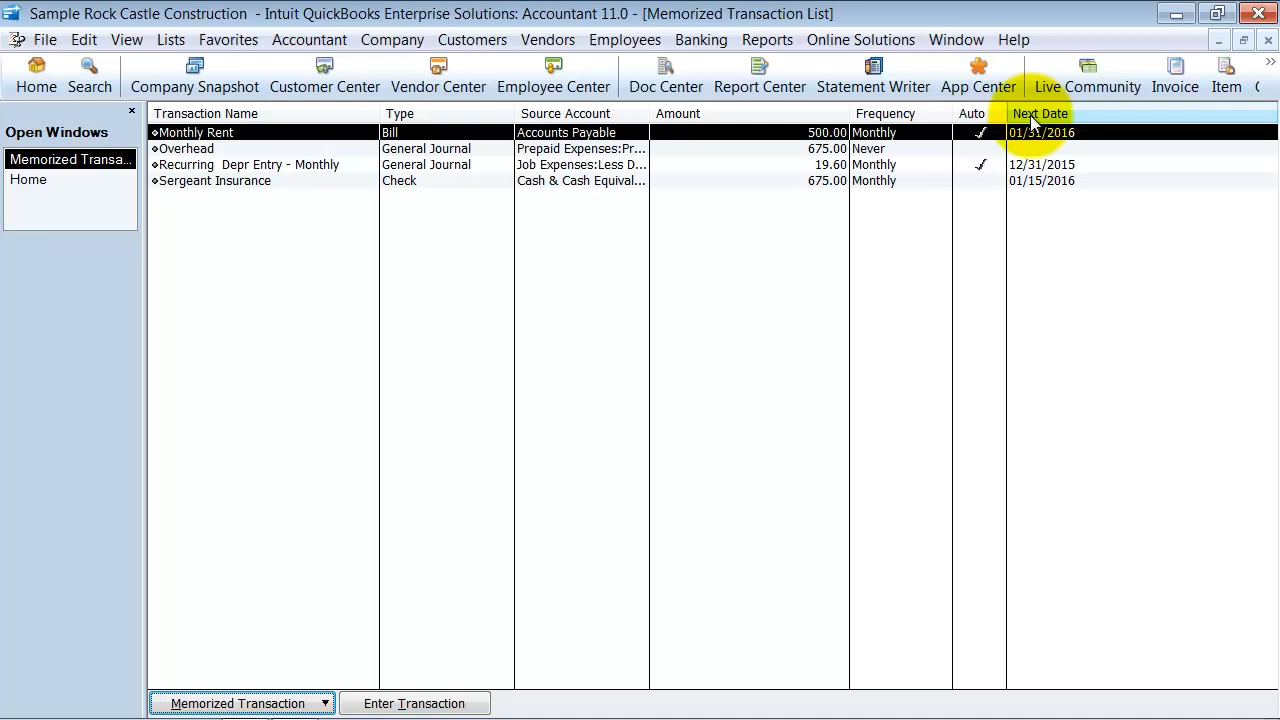 Sample Rock Castle Construction - Intuit QuickBooks Enterprise Solutions: Accountant 11.0 - [Memorized Transaction List]
File Edit View Lists Favorites Accountant Company Customers Vendors Employees Banking Reports Online Solutions Window Help
Home Search Company Snapshot Customer Center Vendor Center Employee Center Doc Center Report Center Statement Writer App Center Live Community Invoice Item
Open Windows
Memorized Transa...
Home
Transaction Name Type Source Account Amount Frequency Auto Next Date
Monthly Rent Bill Accounts Payable 500.00 Monthly 01/31/2016
Overhead General Journal Prepaid Expenses:Pr... 675.00 Never
Recurring Depr Entry - Monthly General Journal Job Expenses:Less D... 19.60 Monthly 12/31/2015
Sergeant Insurance Check Cash & Cash Equival... 675.00 Monthly 01/15/2016
Memorized Transaction Enter Transaction